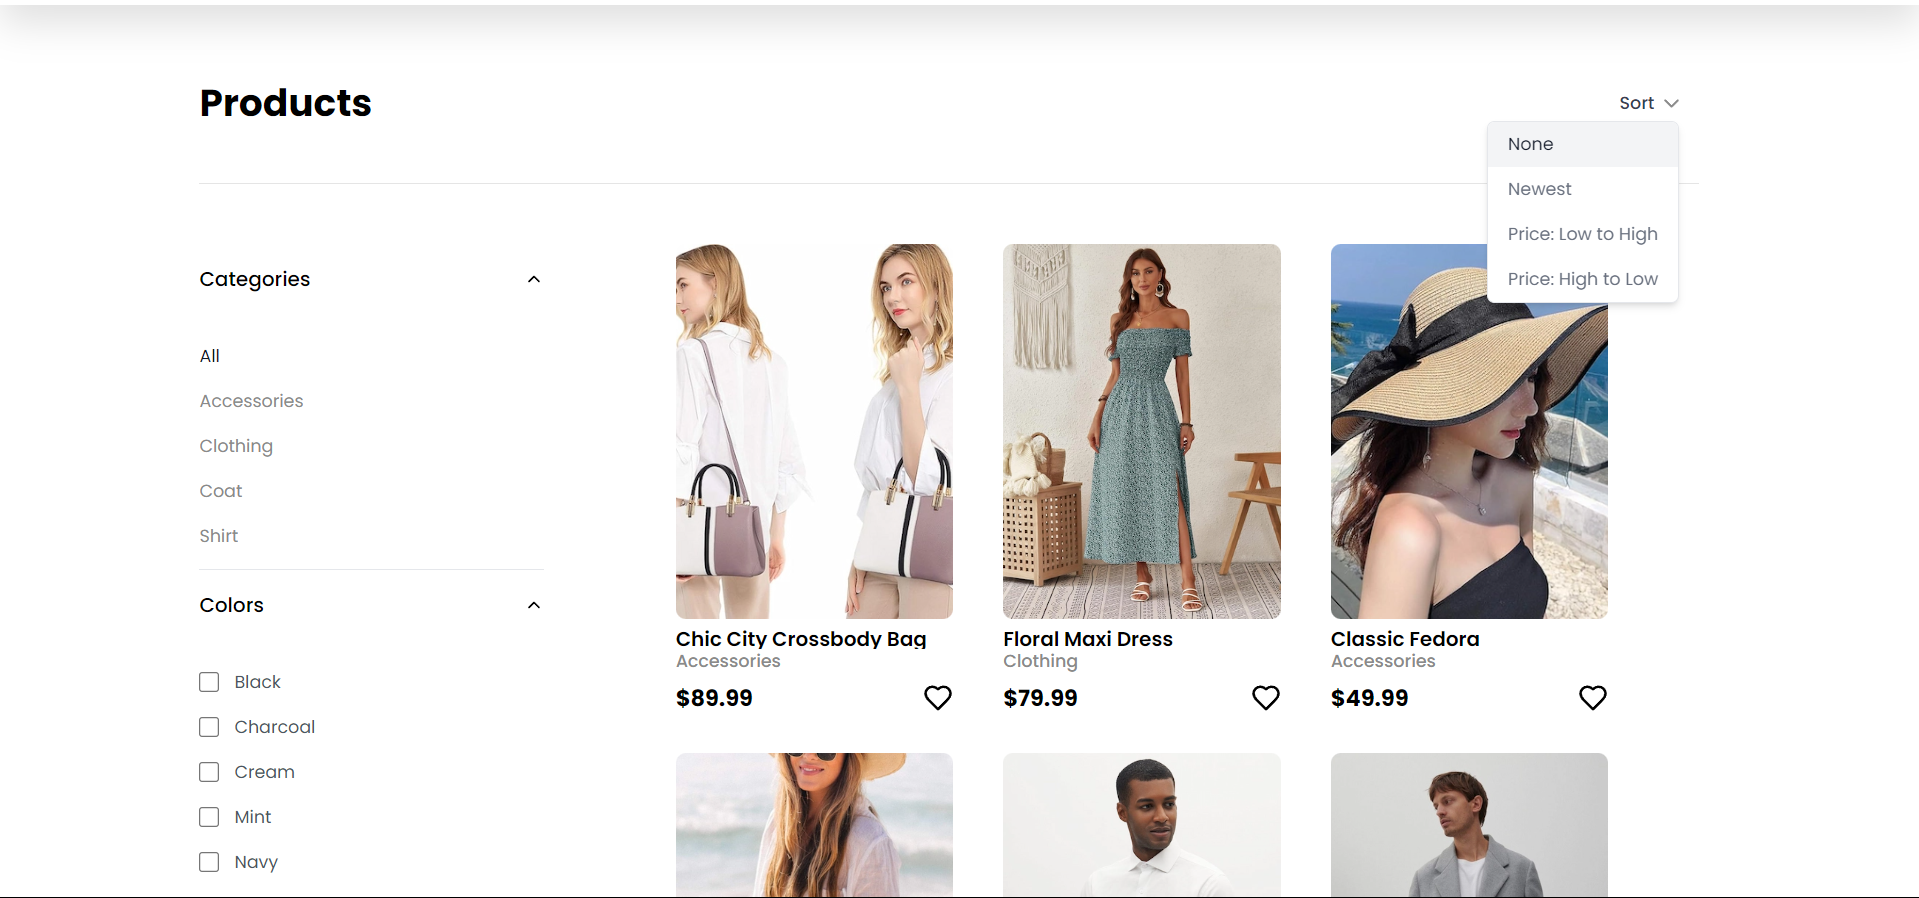 Products
Sort
None
Newest
Price: Low to High
Price: High to Low
Categories
All
Accessories
Clothing
Coat
Shirt
Colors
Black
Charcoal
Cream
Mint
Navy
Chic City Crossbody Bag
Accessories
$89.99
Floral Maxi Dress
Clothing
$79.99
Classic Fedora
Accessories
$49.99